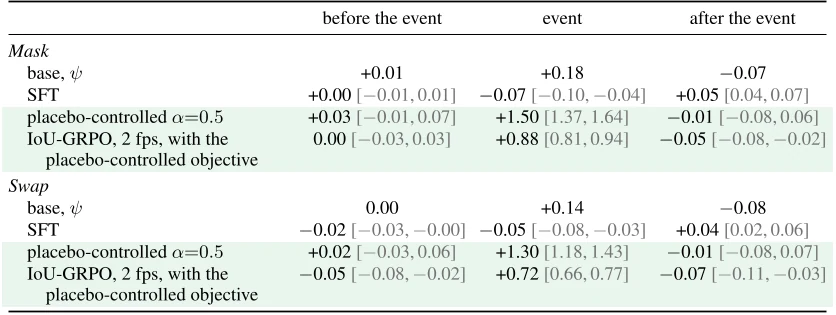 before the event event after the event
Mask
base, ψ +0.01 +0.18 −0.07
SFT +0.00 [−0.01, 0.01] −0.07 [−0.10, −0.04] +0.05 [0.04, 0.07]
placebo-controlled α=0.5 +0.03 [−0.01, 0.07] +1.50 [1.37, 1.64] −0.01 [−0.08, 0.06]
IoU-GRPO, 2 fps, with the 0.00 [−0.03, 0.03] +0.88 [0.81, 0.94] −0.05 [−0.08, −0.02]
placebo-controlled objective
Swap
base, ψ 0.00 +0.14 −0.08
SFT −0.02 [−0.03, −0.00] −0.05 [−0.08, −0.03] +0.04 [0.02, 0.06]
placebo-controlled α=0.5 +0.02 [−0.03, 0.06] +1.30 [1.18, 1.43] −0.01 [−0.08, 0.07]
IoU-GRPO, 2 fps, with the −0.05 [−0.08, −0.02] +0.72 [0.66, 0.77] −0.07 [−0.11, −0.03]
placebo-controlled objective